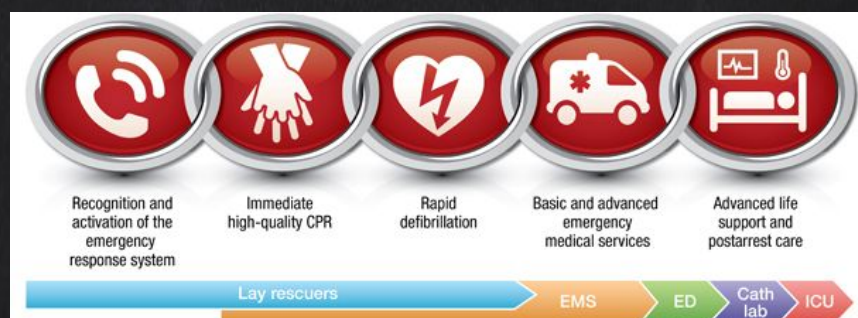 Recognition and
activation of the
emergency
response system
Immediate
high-quality CPR
Rapid
defibrillation
Basic and advanced
emergency
medical services
Advanced life
support and
postarrest care
Lay rescuers
EMS
ED
Cath
lab
ICU